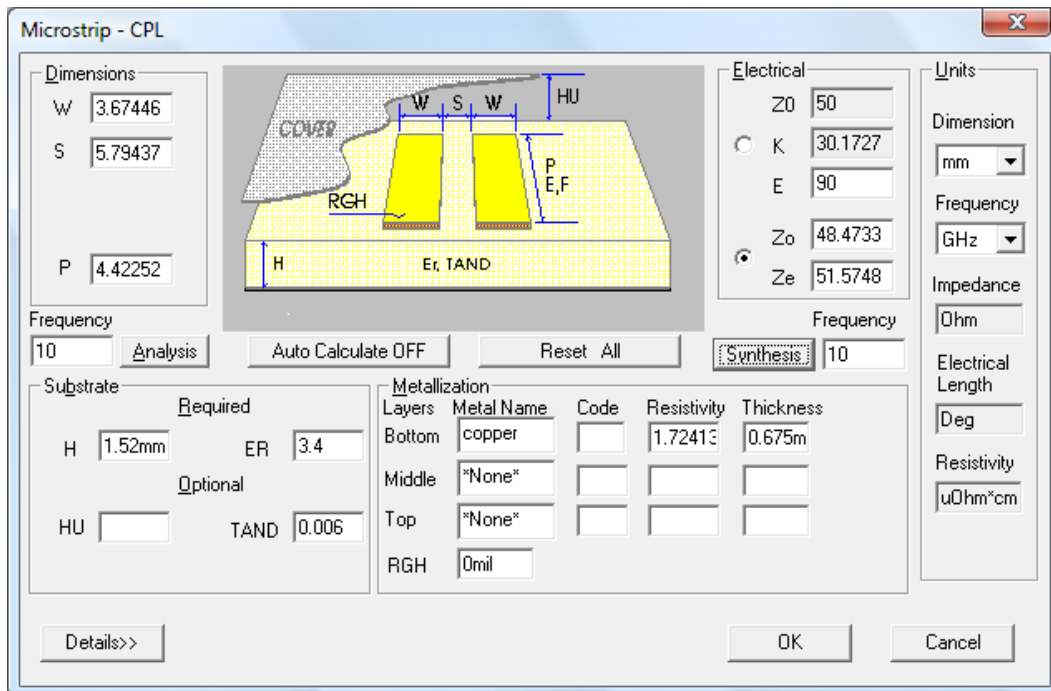 Microstrip - CPL
Dimensions
W 3.67446
S 5.79437
P 4.42252
COVER
W S W
HU
P
E,F
RGH
H
Er, TAND
Electrical
Z0 50
K 30.1727
E 90
Zo 48.4733
Ze 51.5748
Units
Dimension
mm
Frequency
GHz
Impedance
Ohm
Electrical
Length
Deg
Resistivity
uOhm*cm
Frequency
10 Analysis
Auto Calculate OFF
Reset All
Frequency
Synthesis 10
Substrate
Required
H 1.52mm ER 3.4
Optional
HU TAND 0.006
Metallization
Layers Metal Name Code Resistivity Thickness
Bottom copper 1.72413 0.675m
Middle *None*
Top *None*
RGH 0mil
Details>>
OK
Cancel